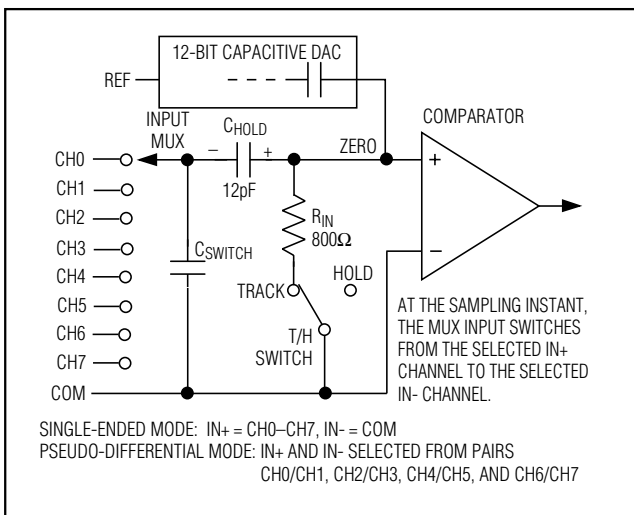 12-BIT CAPACITIVE DAC
REF
COMPARATOR
INPUT
MUX
CHOLD
ZERO
– +
+
12pF
CH0
CH1
CH2
CH3
CH4
CH5
CH6
CH7
COM
RIN
800Ω
CSWITCH
–
TRACK
HOLD
T/H
SWITCH
AT THE SAMPLING INSTANT,
THE MUX INPUT SWITCHES
FROM THE SELECTED IN+
CHANNEL TO THE SELECTED
IN- CHANNEL.
SINGLE-ENDED MODE: IN+ = CH0–CH7, IN- = COM
PSEUDO-DIFFERENTIAL MODE: IN+ AND IN- SELECTED FROM PAIRS
CH0/CH1, CH2/CH3, CH4/CH5, AND CH6/CH7